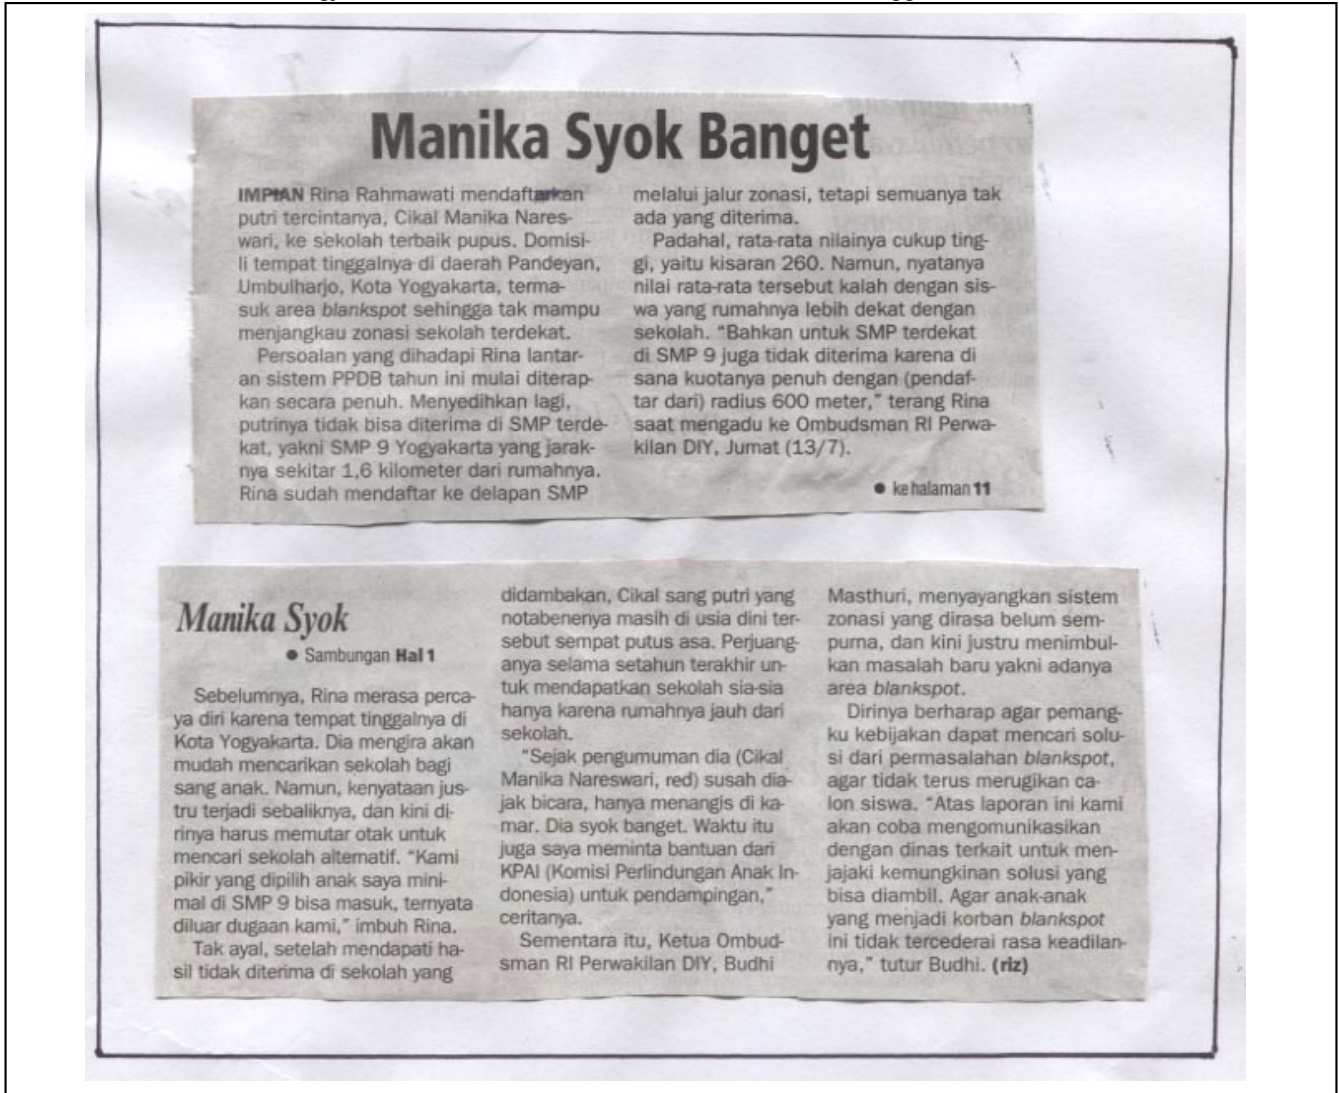 Manika Syok Banget
IMPIAN Rina Rahmawati mendaftarkan
putri tercintanya, Cikal Manika Nares-
wari, ke sekolah terbaik pupus. Domisi-
li tempat tinggalnya di daerah Pandeyan,
Umbulharjo, Kota Yogyakarta, terma-
suk area blankspot sehingga tak mampu
menjangkau zonasi sekolah terdekat.
Persoalan yang dihadapi Rina lantar-
an sistem PPDB tahun ini mulai diterap-
kan secara penuh. Menyedihkan lagi,
putrinya tidak bisa diterima di SMP terde-
kat, yakni SMP 9 Yogyakarta yang jarak-
nya sekitar 1,6 kilometer dari rumahnya.
Rina sudah mendaftar ke delapan SMP
melalui jalur zonasi, tetapi semuanya tak
ada yang diterima.
Padahal, rata-rata nilainya cukup ting-
gi, yaitu kisaran 260. Namun, nyatanya
nilai rata-rata tersebut kalah dengan sis-
wa yang rumahnya lebih dekat dengan
sekolah. “Bahkan untuk SMP terdekat
di SMP 9 juga tidak diterima karena di
sana kuotanya penuh dengan (pendaf-
tar dari) radius 600 meter,” terang Rina
saat mengadu ke Ombudsman RI Perwa-
kilan DIY, Jumat (13/7).
● ke halaman 11
Manika Syok
● Sambungan Hal 1
Sebelumnya, Rina merasa perca-
ya diri karena tempat tinggalnya di
Kota Yogyakarta. Dia mengira akan
mudah mencarikan sekolah bagi
sang anak. Namun, kenyataan jus-
tru terjadi sebaliknya, dan kini di-
rinya harus memutar otak untuk
mencari sekolah alternatif. “Kami
pikir yang dipilih anak saya mini-
mal di SMP 9 bisa masuk, ternyata
diluar dugaan kami,” imbuh Rina.
Tak ayal, setelah mendapati ha-
sil tidak diterima di sekolah yang
didambakan, Cikal sang putri yang
notabenenya masih di usia dini ter-
sebut sempat putus asa. Perjuang-
anya selama setahun terakhir un-
tuk mendapatkan sekolah sia-sia
hanya karena rumahnya jauh dari
sekolah.
“Sejak pengumuman dia (Cikal
Manika Nareswari, red) susah dia-
jak bicara, hanya menangis di ka-
mar. Dia syok banget. Waktu itu
juga saya meminta bantuan dari
KPAI (Komisi Perlindungan Anak In-
donesia) untuk pendampingan,”
ceritanya.
Sementara itu, Ketua Ombud-
sman RI Perwakilan DIY, Budhi
Masthuri, menyayangkan sistem
zonasi yang dirasa belum sem-
purna, dan kini justru menimbul-
kan masalah baru yakni adanya
area blankspot.
Dirinya berharap agar pemang-
ku kebijakan dapat mencari solu-
si dari permasalahan blankspot,
agar tidak terus merugikan ca-
lon siswa. “Atas laporan ini kami
akan coba mengomunikasikan
dengan dinas terkait untuk men-
jajaki kemungkinan solusi yang
bisa diambil. Agar anak-anak
yang menjadi korban blankspot
ini tidak tercederai rasa keadilan-
nya,” tutur Budhi. (riz)